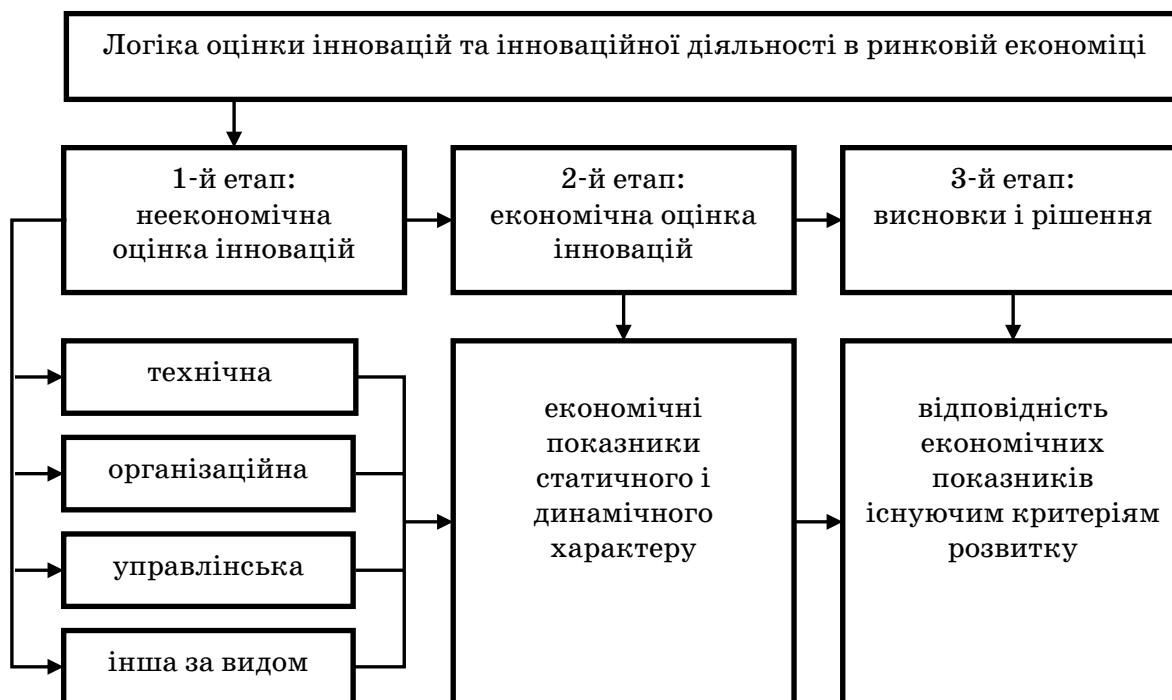 Логіка оцінки інновацій та інноваційної діяльності в ринковій економіці
1-й етап:
неекономічна
оцінка інновацій
2-й етап:
економічна оцінка
інновацій
3-й етап:
висновки і рішення
технічна
організаційна
управлінська
інша за видом
економічні
показники
статичного і
динамічного
характеру
відповідність
економічних
показників
існуючим критеріям
розвитку